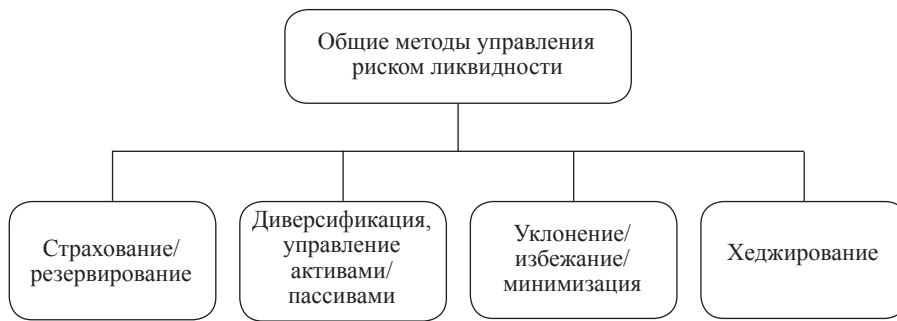 Общие методы управления
риском ликвидности
Страхование/
резервирование
Диверсификация,
управление
активами/
пассивами
Уклонение/
избежание/
минимизация
Хеджирование